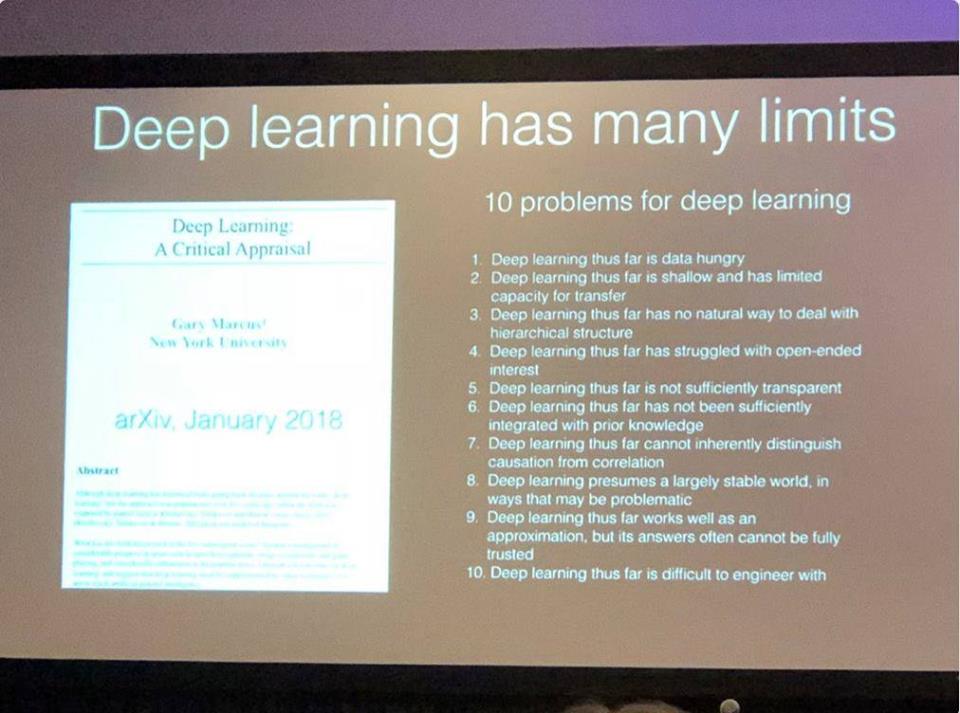 Deep learning has many limits
Deep Learning:
A Critical Appraisal
Gary Marcus¹
New York University
arXiv, January 2018
Abstract
10 problems for deep learning
1. Deep learning thus far is data hungry
2. Deep learning thus far is shallow and has limited
capacity for transfer
3. Deep learning thus far has no natural way to deal with
hierarchical structure
4. Deep learning thus far has struggled with open-ended
interest
5. Deep learning thus far is not sufficiently transparent
6. Deep learning thus far has not been sufficiently
integrated with prior knowledge
7. Deep learning thus far cannot inherently distinguish
causation from correlation
8. Deep learning presumes a largely stable world, in
ways that may be problematic
9. Deep learning thus far works well as an
approximation, but its answers often cannot be fully
trusted
10. Deep learning thus far is difficult to engineer with